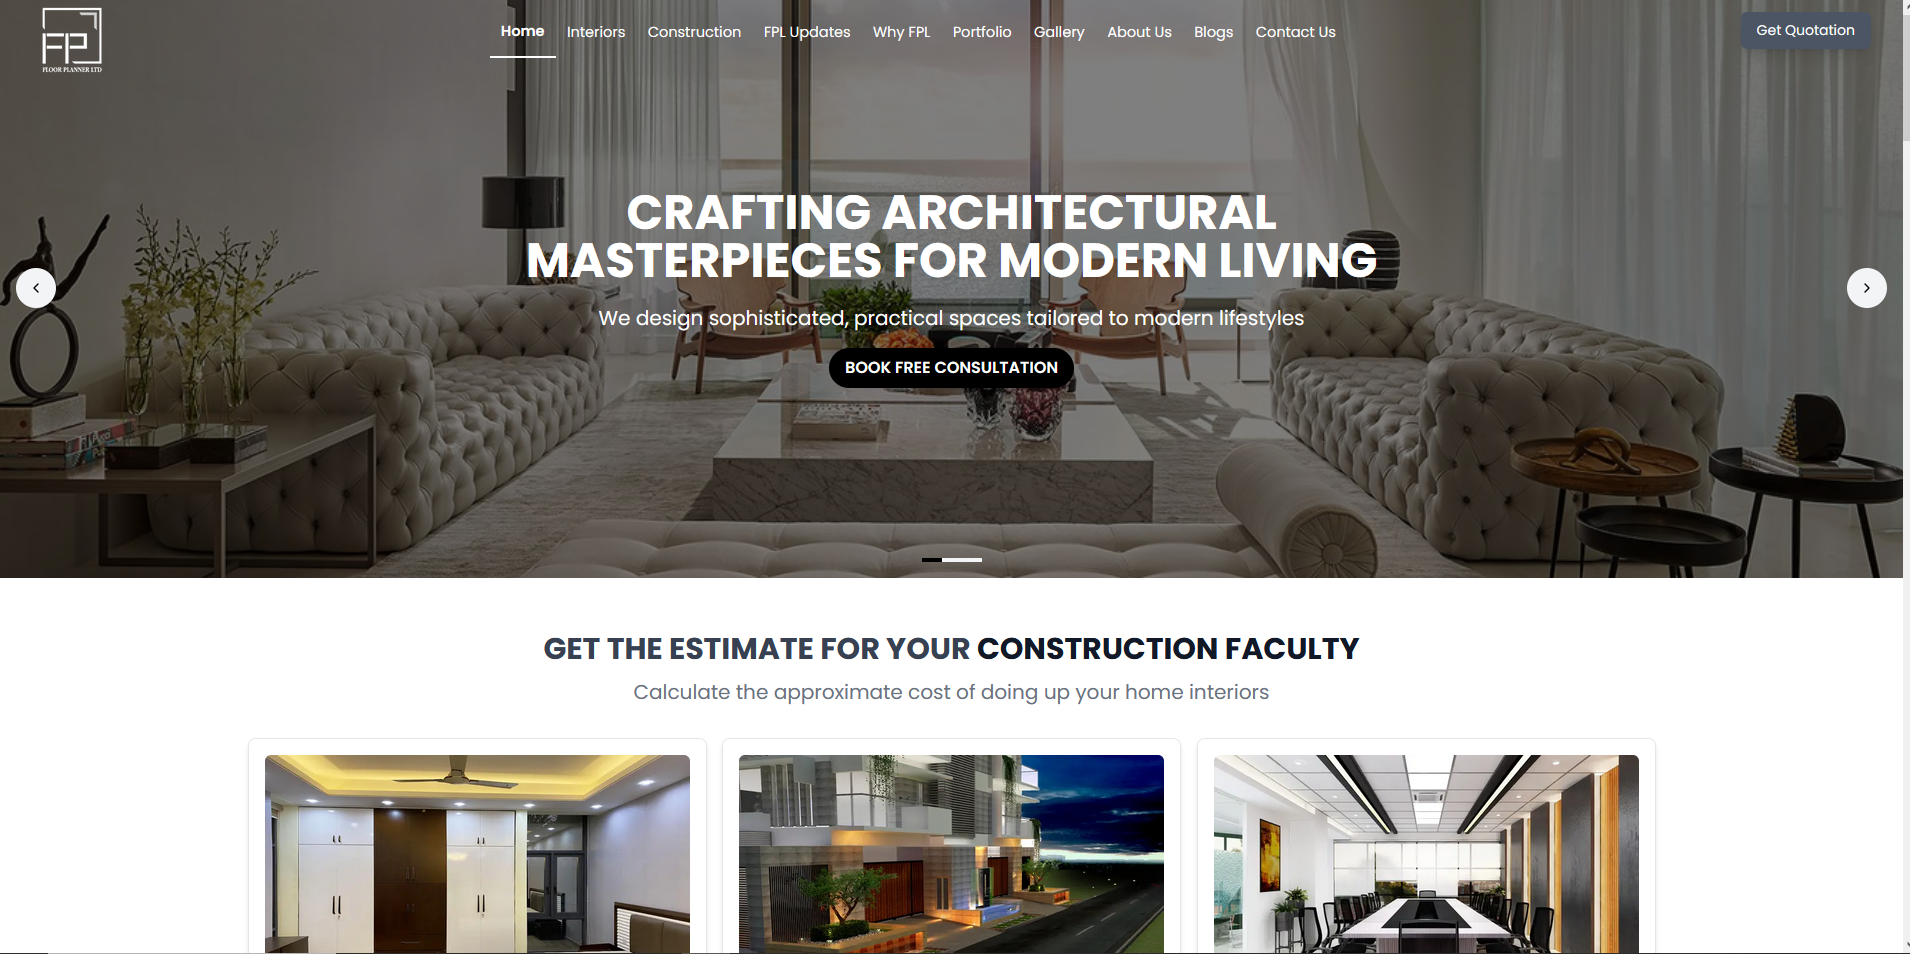 FPL
FLOOR PLANNER LTD
Home
Interiors
Construction
FPL Updates
Why FPL
Portfolio
Gallery
About Us
Blogs
Contact Us
Get Quotation
CRAFTING ARCHITECTURAL
MASTERPIECES FOR MODERN LIVING
We design sophisticated, practical spaces tailored to modern lifestyles
BOOK FREE CONSULTATION
GET THE ESTIMATE FOR YOUR CONSTRUCTION FACULTY
Calculate the approximate cost of doing up your home interiors